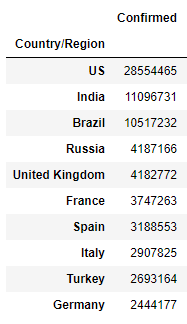 Confirmed
Country/Region
US 28554465
India 11096731
Brazil 10517232
Russia 4187166
United Kingdom 4182772
France 3747263
Spain 3188553
Italy 2907825
Turkey 2693164
Germany 2444177